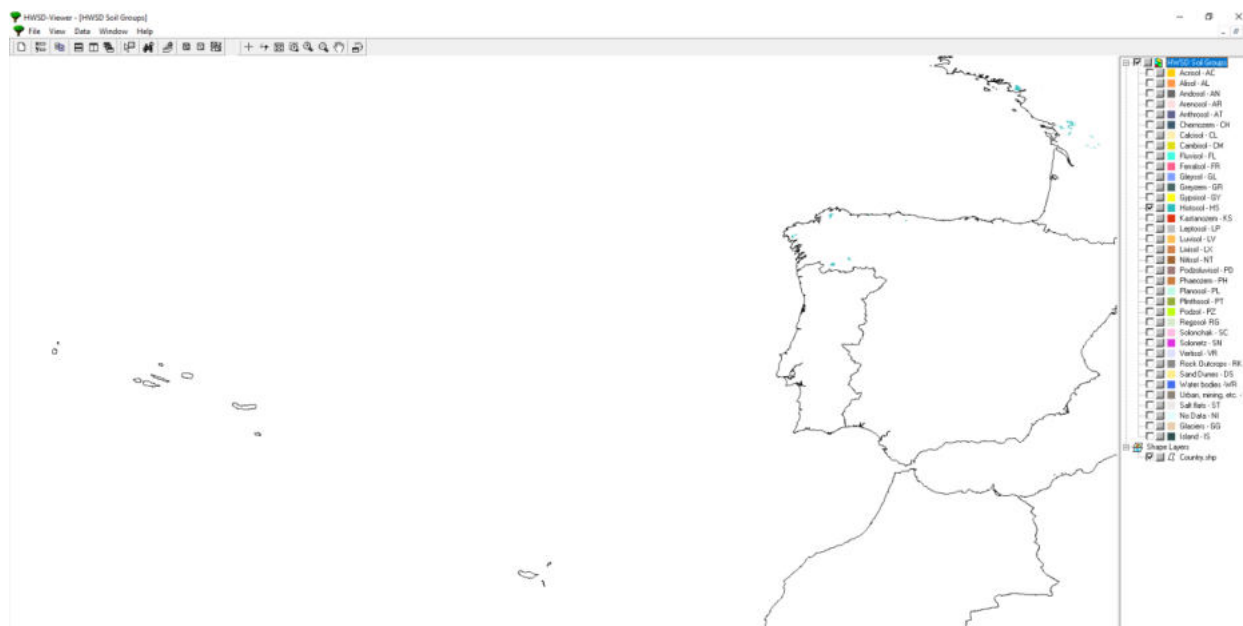 HWSD-Viewer - [HWSD Soil Groups]
File View Data Window Help
HWSD Soil Groups
Acrisol - AC
Alisol - AL
Andosol - AN
Arenosol - AR
Anthrosol - AT
Chernozem - CH
Calcisol - CL
Cambisol - CM
Fluvisol - FL
Ferralsol - FR
Gleysol - GL
Greyzem - GR
Gypsisol - GY
Histosol - HS
Kastanozem - KS
Leptosol - LP
Luvisol - LV
Lixisol - LX
Nitisol - NT
Podzoluvisol - PD
Phaeozem - PH
Planosol - PL
Plinthosol - PT
Podzol - PZ
Regosol- RG
Solonchak - SC
Solonetz - SN
Vertisol - VR
Rock Outcrops - RK
Sand Dunes - DS
Water bodies -WR
Urban, mining, etc. -
Salt flats - ST
No Data - NI
Glaciers - GG
Island - IS
Shape Layers
Country.shp